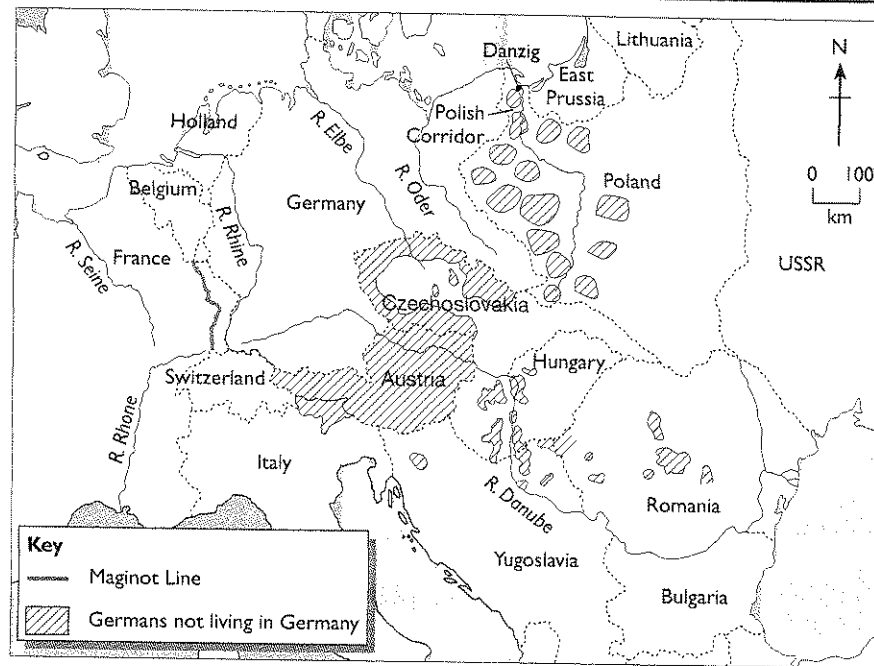 Danzig
Lithuania
N
East
Prussia
Polish
Corridor
Holland
R. Elbe
0 100
km
Belgium
R. Rhine
Germany
R. Oder
Poland
R. Seine
France
USSR
Czechoslovakia
Hungary
Switzerland
Austria
R. Rhone
Italy
R. Danube
Romania
Yugoslavia
Bulgaria
Key
Maginot Line
Germans not living in Germany